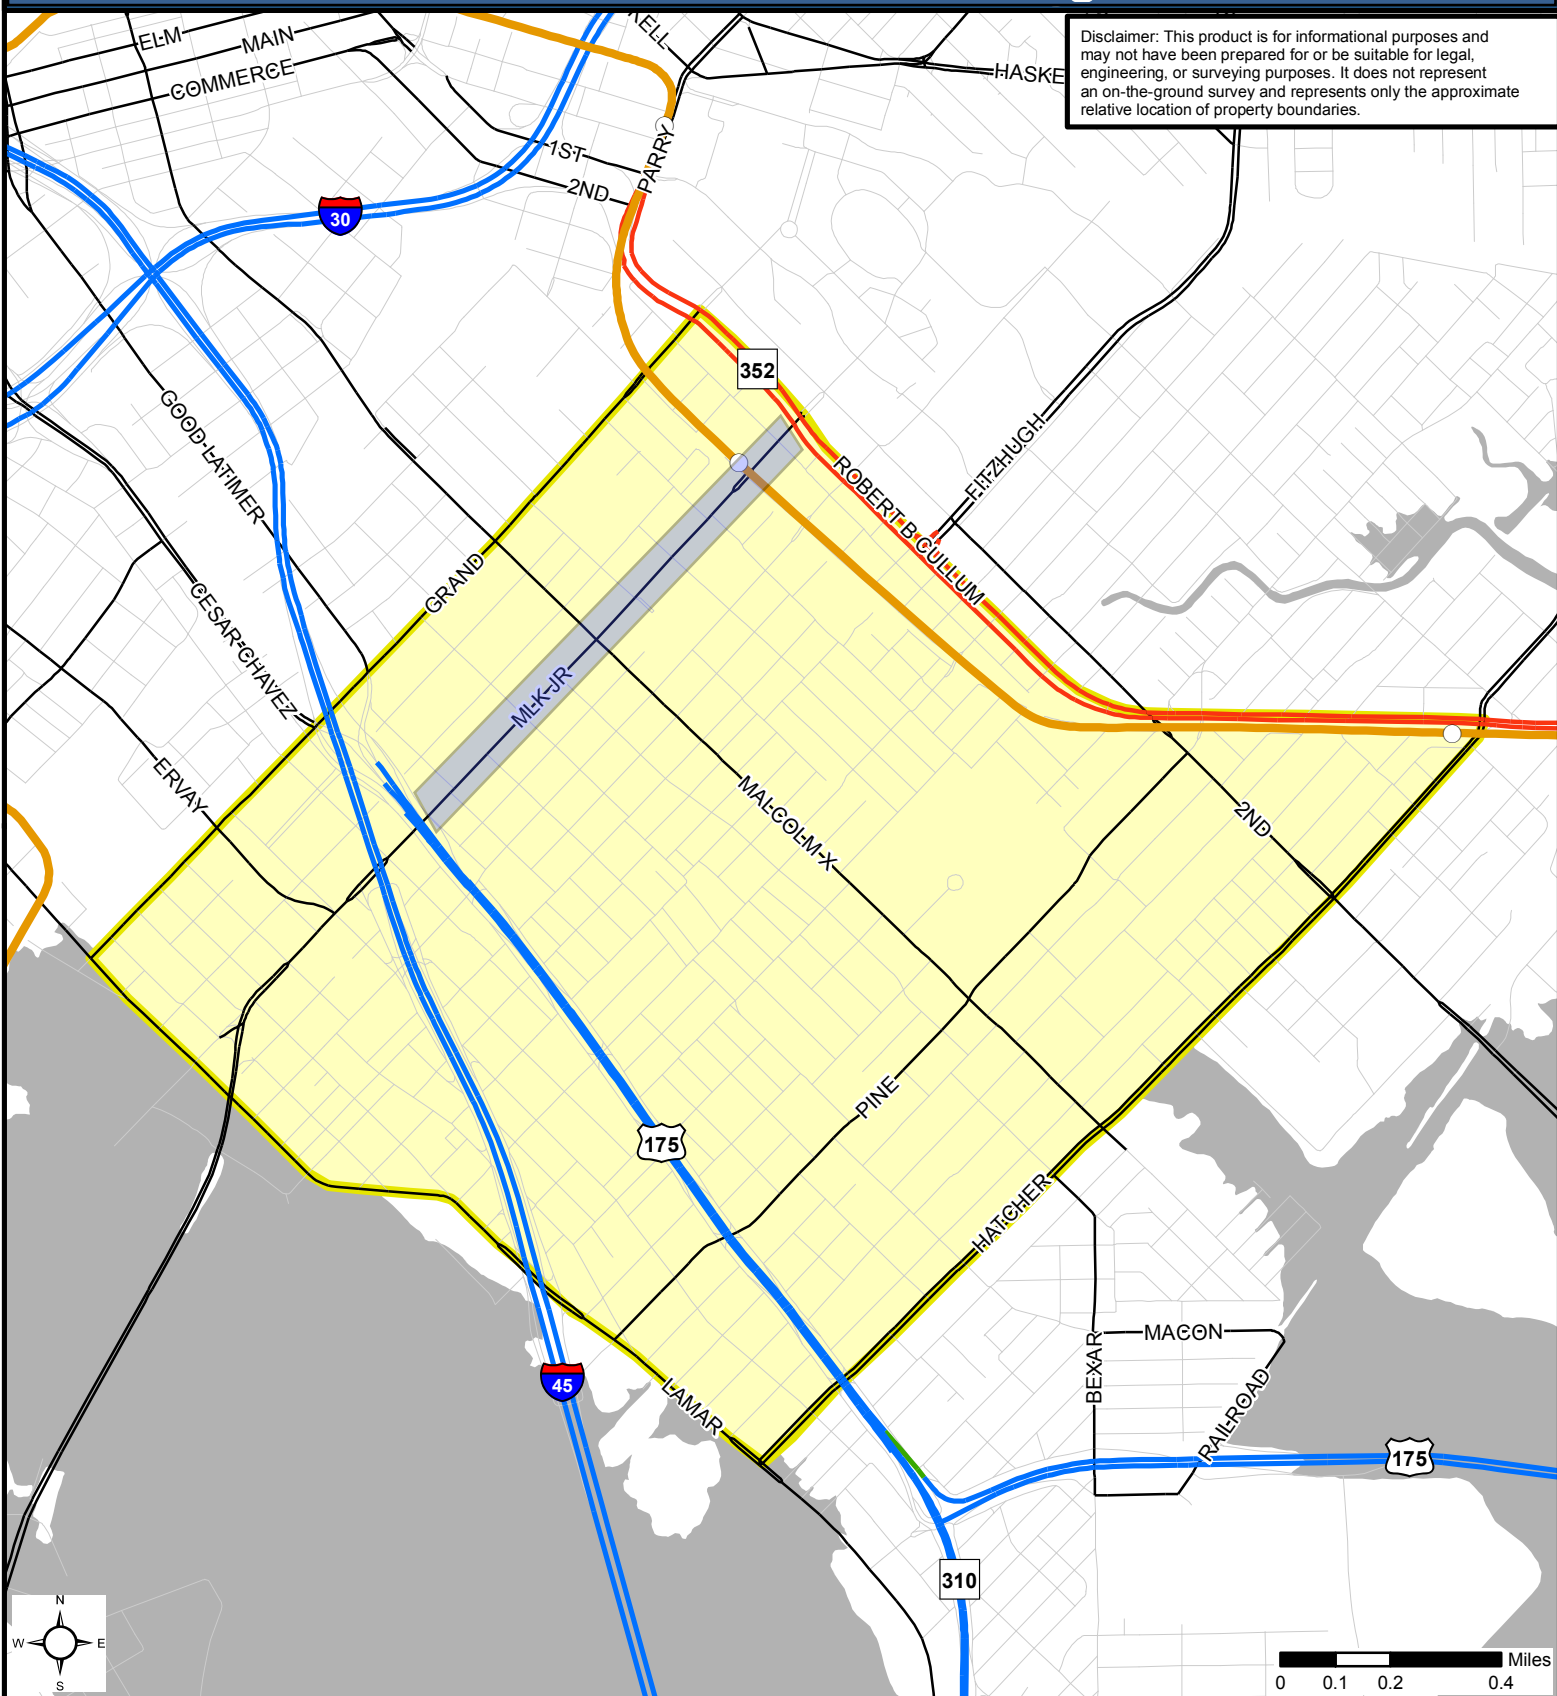 Disclaimer: This product is for informational purposes and
may not have been prepared for or be suitable for legal,
engineering, or surveying purposes. It does not represent
an on-the-ground survey and represents only the approximate
relative location of property boundaries.
ELM
MAIN
COMMERCE
HASKE
1ST
2ND
PARRY
30
352
GOOD-LATIMER
FITZHUGH
ROBERT B CULLUM
GRAND
CESAR CHAVEZ
MLK JR
ERVAY
MALCOLM X
2ND
PINE
175
HATCHER
MACON
BEXAR
45
LAMAR
RAILROAD
175
310
N
W E
S
Miles
0 0.1 0.2 0.4